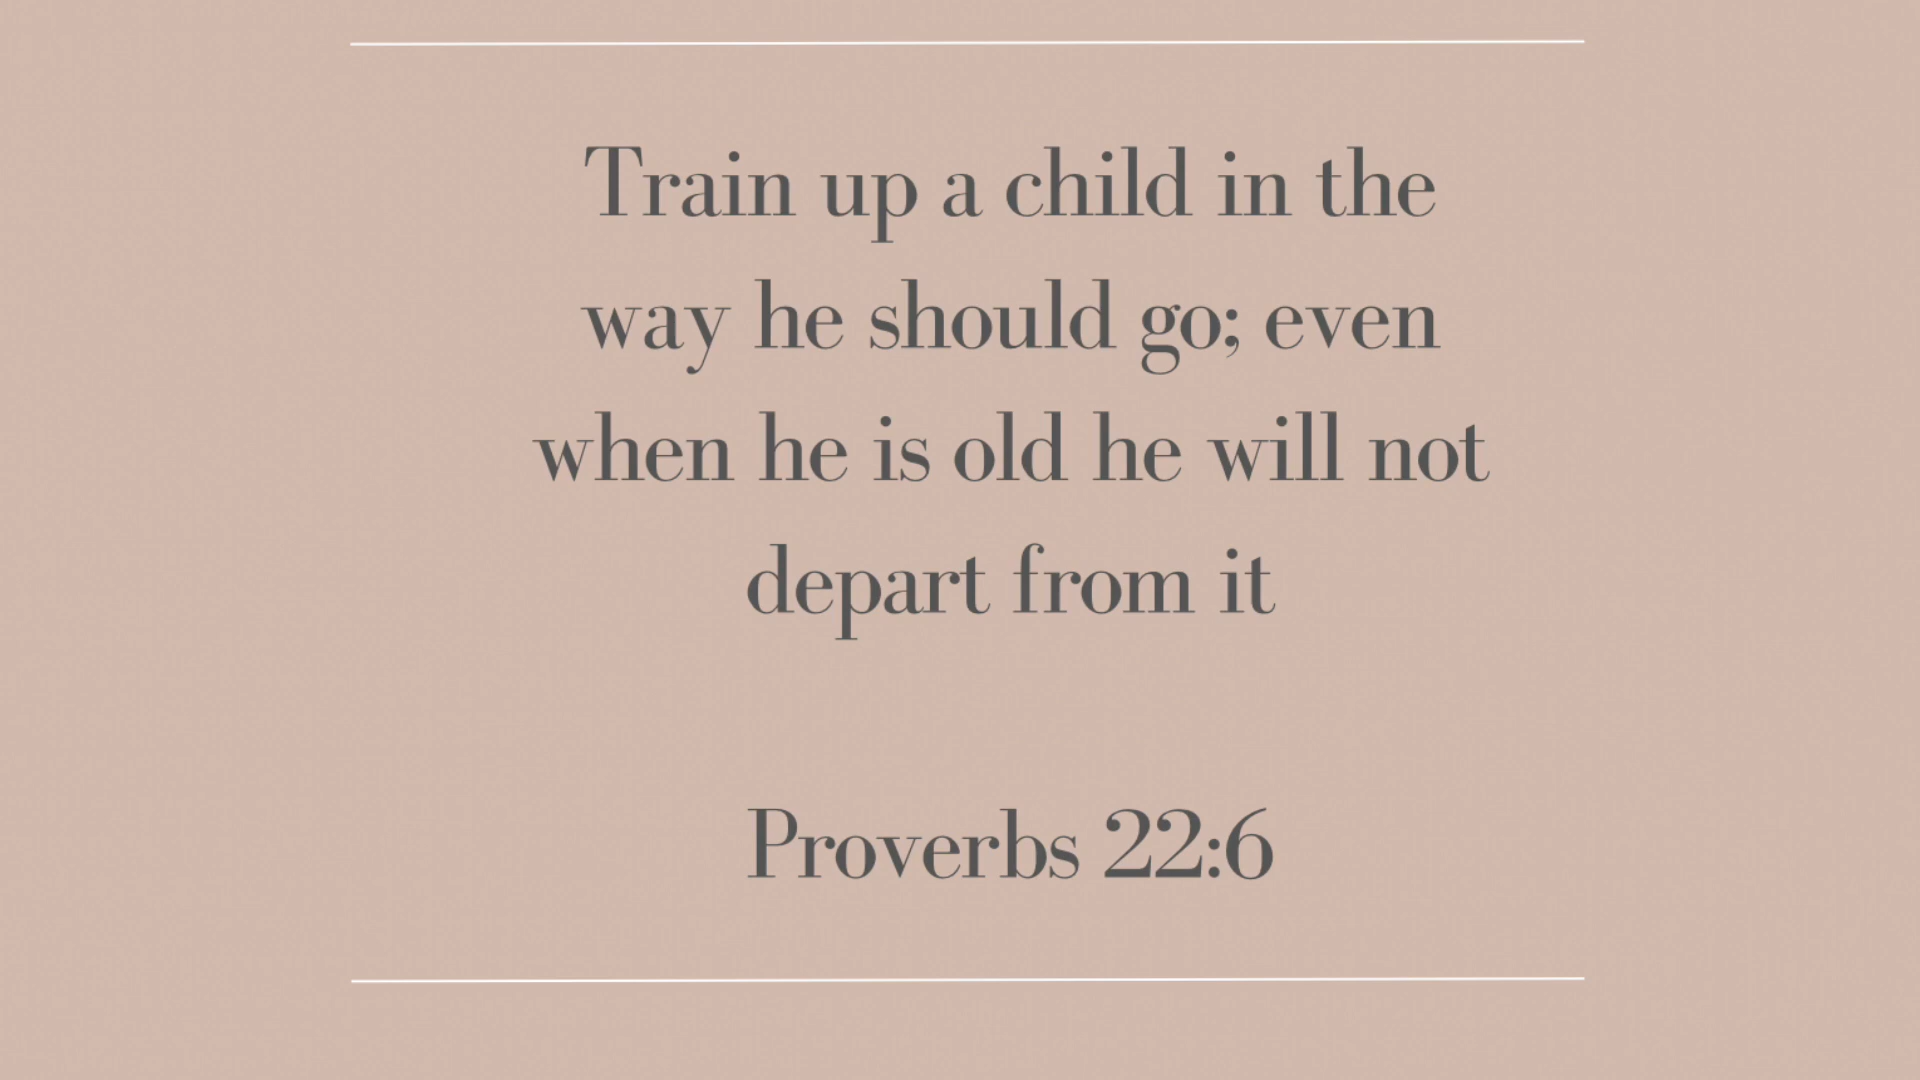 Train up a child in the
way he should go; even
when he is old he will not
depart from it
Proverbs 22:6